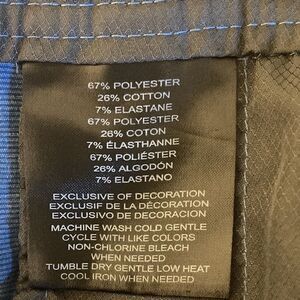 67% POLYESTER
26% COTTON
7% ELASTANE
67% POLYESTER
26% COTON
7% ÉLASTHANNE
67% POLIÉSTER
26% ALGODÓN
7% ELASTANO
EXCLUSIVE OF DECORATION
EXCLUSIF DE LA DÉCORATION
EXCLUSIVO DE DECORACION
MACHINE WASH COLD GENTLE
CYCLE WITH LIKE COLORS
NON-CHLORINE BLEACH
WHEN NEEDED
TUMBLE DRY GENTLE LOW HEAT
COOL IRON WHEN NEEDED